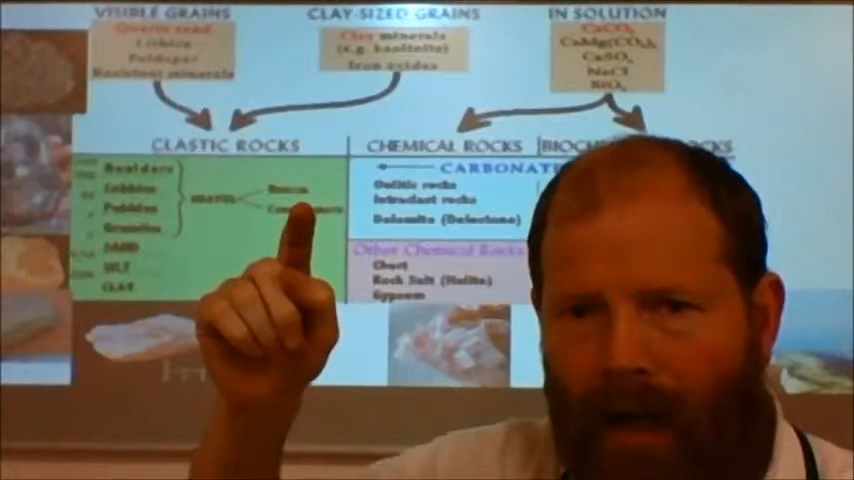 VISIBLE GRAINS
CLAY-SIZED GRAINS
IN SOLUTION
Quartz sand
Lithics
Feldspar
Resistant minerals
Clay minerals
(e.g. kaolinite)
Iron oxides
CaCO₃
CaMg(CO₃)₂
CaSO₄
NaCl
CLASTIC ROCKS
CHEMICAL ROCKS
CARBONATE
Boulders
Cobbles
Pebbles
Granules
SAND
SILT
CLAY
GRAVEL
Breccia
Oolitic rocks
Intraclast rocks
Dolomite (Dolostone)
Other Chemical Rocks
Chert
Rock Salt (Halite)
Gypsum